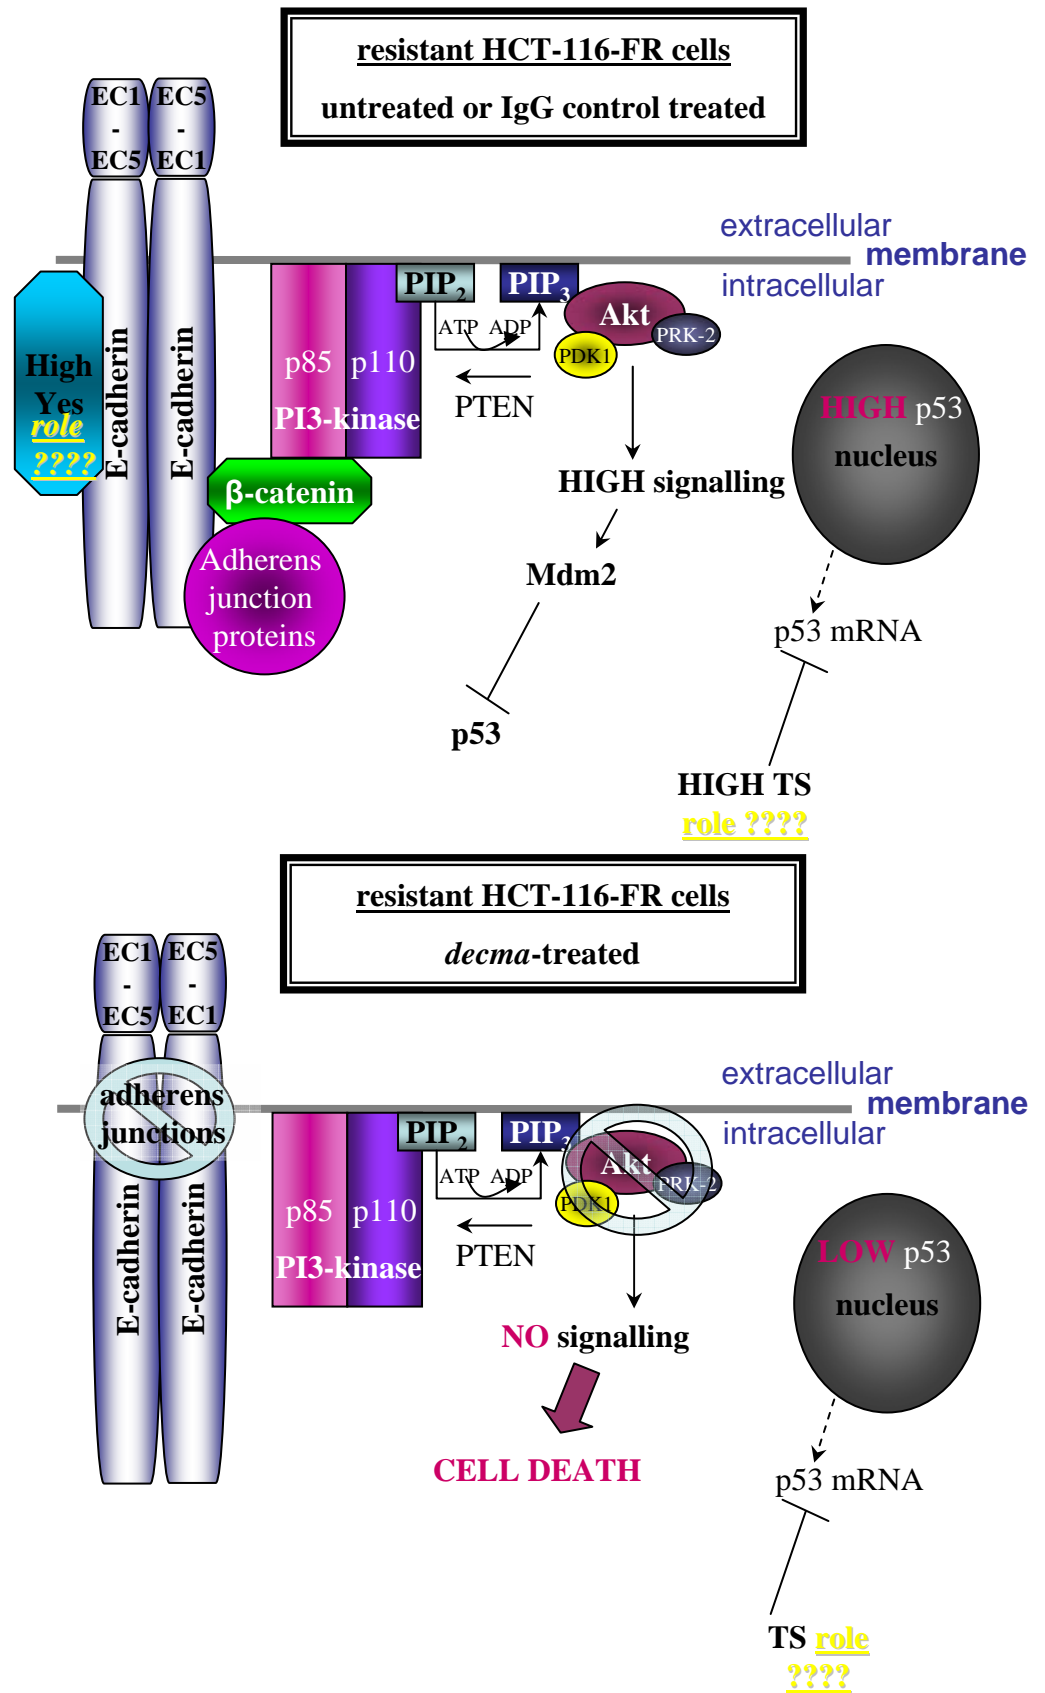 resistant HCT-116-FR cells
untreated or IgG control treated
EC1
-
EC5
EC5
-
EC1
extracellular
membrane
intracellular
High
Yes
role
????
E-cadherin
E-cadherin
p85
p110
PI3-kinase
PIP2
PIP3
ATP
ADP
PTEN
Akt
PDK1
PRK-2
HIGH p53
nucleus
β-catenin
HIGH signalling
Adherens
junction
proteins
Mdm2
p53 mRNA
p53
HIGH TS
role ????
resistant HCT-116-FR cells
decma-treated
EC1
-
EC5
EC5
-
EC1
extracellular
membrane
intracellular
adherens
junctions
E-cadherin
E-cadherin
p85
p110
PI3-kinase
PIP2
PIP3
ATP
ADP
PTEN
Akt
PDK1
PRK-2
LOW p53
nucleus
NO signalling
CELL DEATH
p53 mRNA
TS role
????